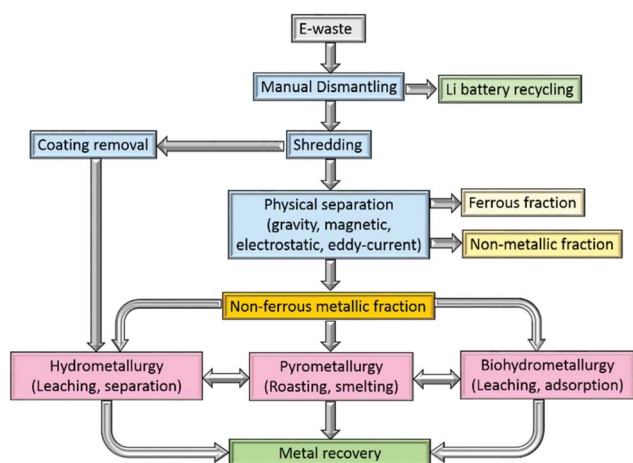 E-waste
Manual Dismantling
Li battery recycling
Coating removal
Shredding
Physical separation
(gravity, magnetic,
electrostatic, eddy-current)
Ferrous fraction
Non-metallic fraction
Non-ferrous metallic fraction
Hydrometallurgy
(Leaching, separation)
Pyrometallurgy
(Roasting, smelting)
Biohydrometallurgy
(Leaching, adsorption)
Metal recovery